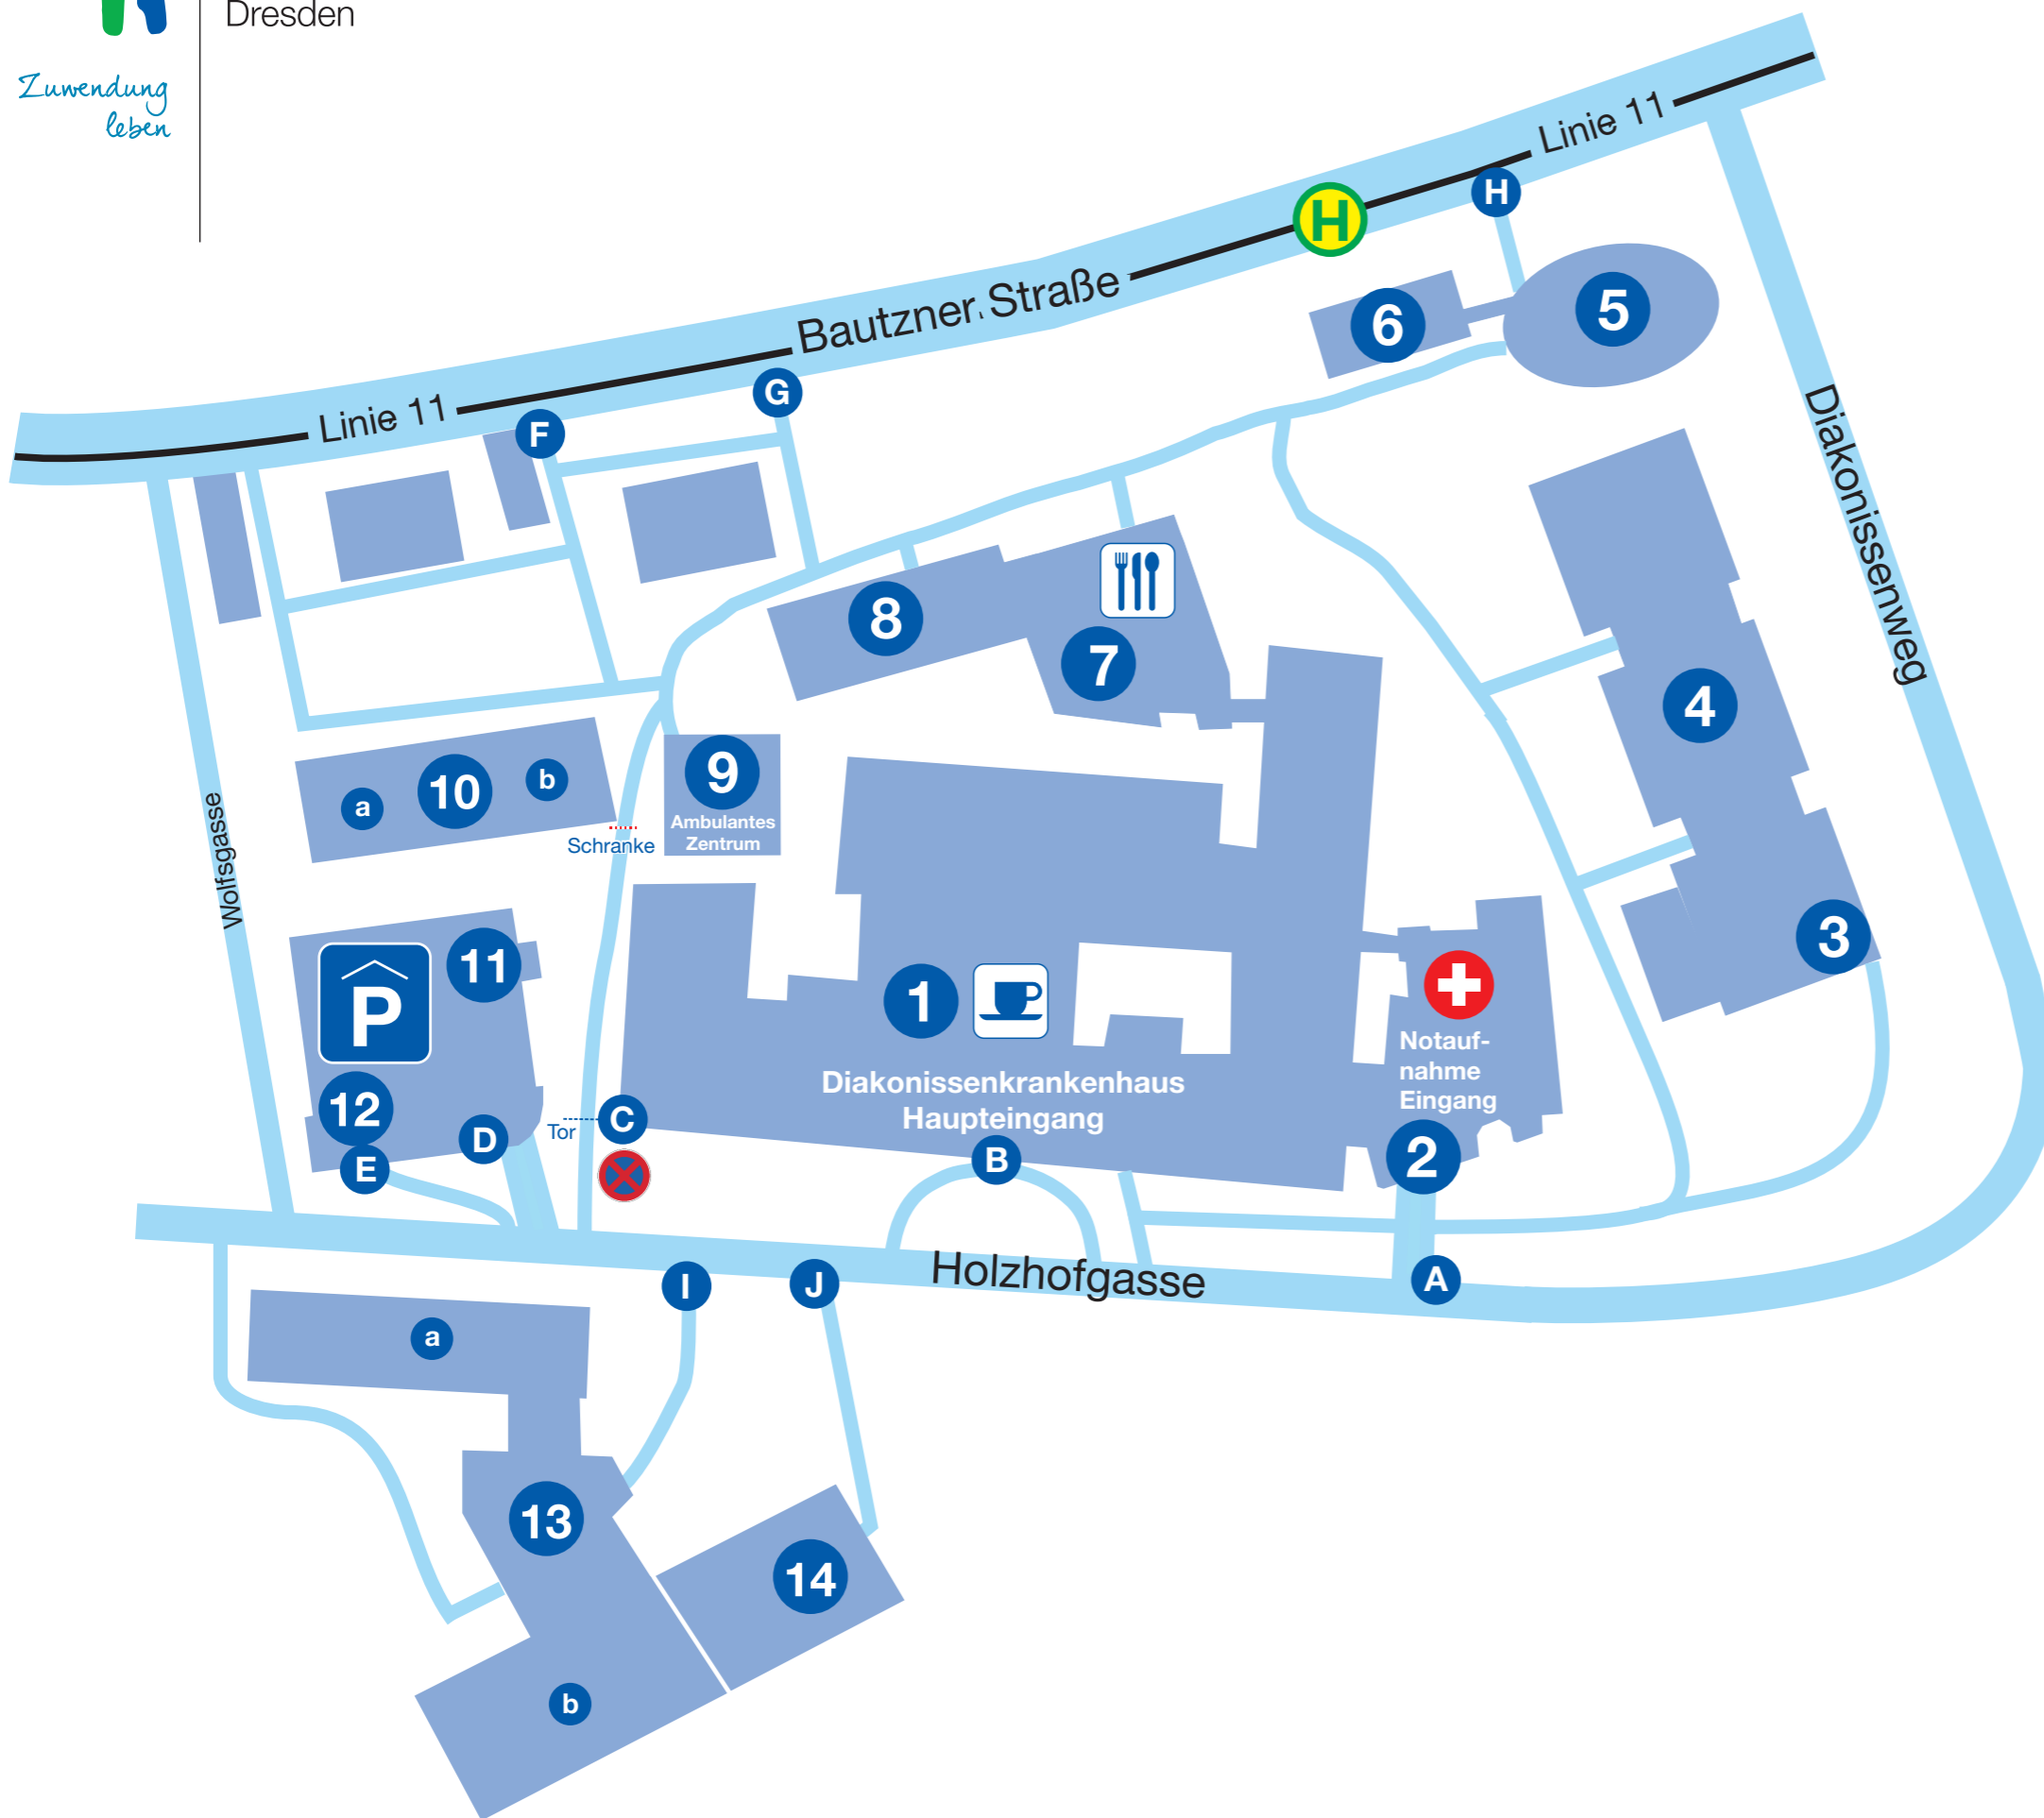 Dresden
Zuwendung
leben
Linie 11
H
H
Bautzner Straße
6
5
G
Linie 11
F
Diakonissenweg
8
7
4
9
Ambulantes
Zentrum
a
10
b
Schranke
Wolfsgasse
3
11
P
1
Notauf-
nahme
Eingang
Diakonissenkrankenhaus
Haupteingang
12
D
Tor
C
E
B
2
Holzhofgasse
I
J
A
a
13
14
b